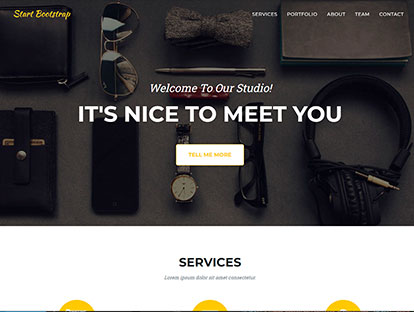 Start Bootstrap
SERVICES PORTFOLIO ABOUT TEAM CONTACT
Welcome To Our Studio!
IT'S NICE TO MEET YOU
TELL ME MORE
SERVICES
Lorem ipsum dolor sit amet consectetur.